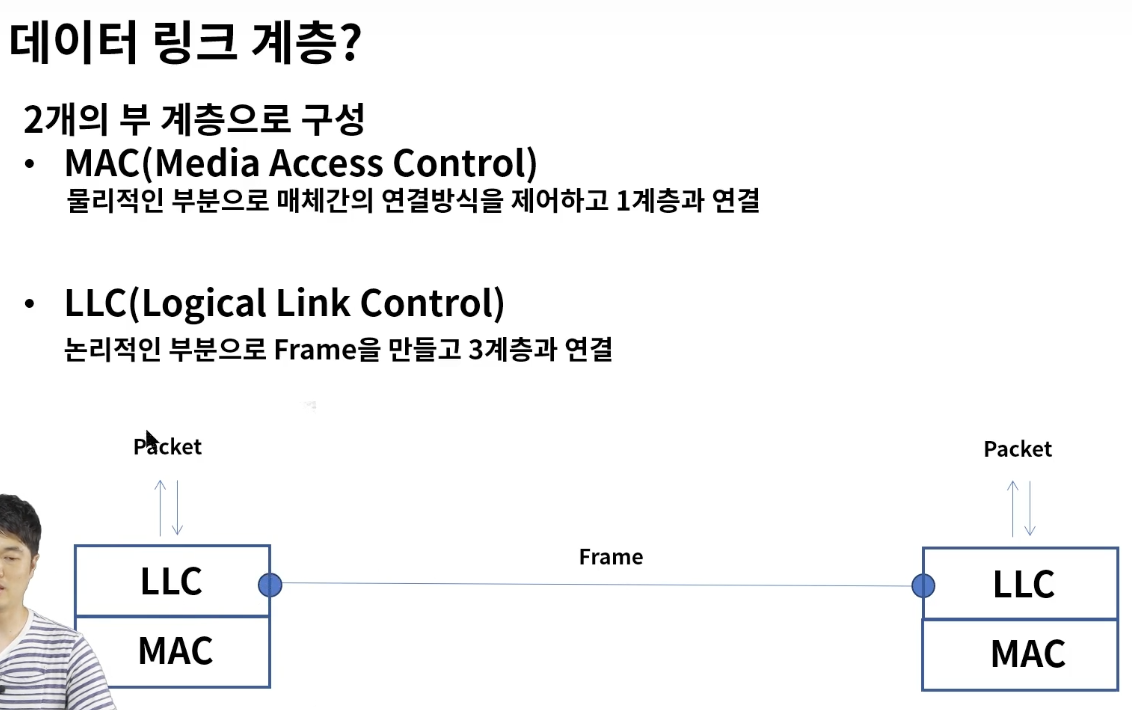 데이터 링크 계층?
2개의 부 계층으로 구성
• MAC(Media Access Control)
물리적인 부분으로 매체간의 연결방식을 제어하고 1계층과 연결
• LLC(Logical Link Control)
논리적인 부분으로 Frame을 만들고 3계층과 연결
Packet
Packet
Frame
LLC
LLC
MAC
MAC